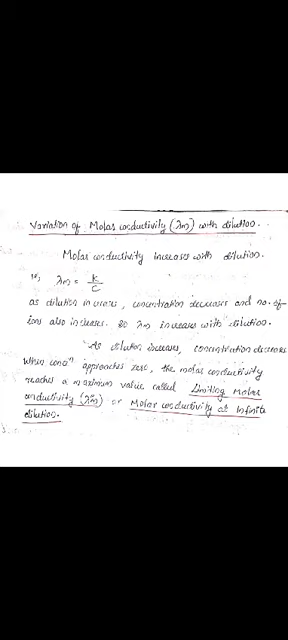 Variation of Molar conductivity (λm) with dilution.
Molar conductivity increases with dilution.
λm = k/c
as dilution increases, concentration decreases and no. of
ions also increases. so λm increases with dilution.
As dilution increases, concentration decreases
When concⁿ approaches zero, the molar conductivity
reaches a maximum value called Limiting Molar
conductivity (λ°m) or Molar conductivity at Infinite
dilution.